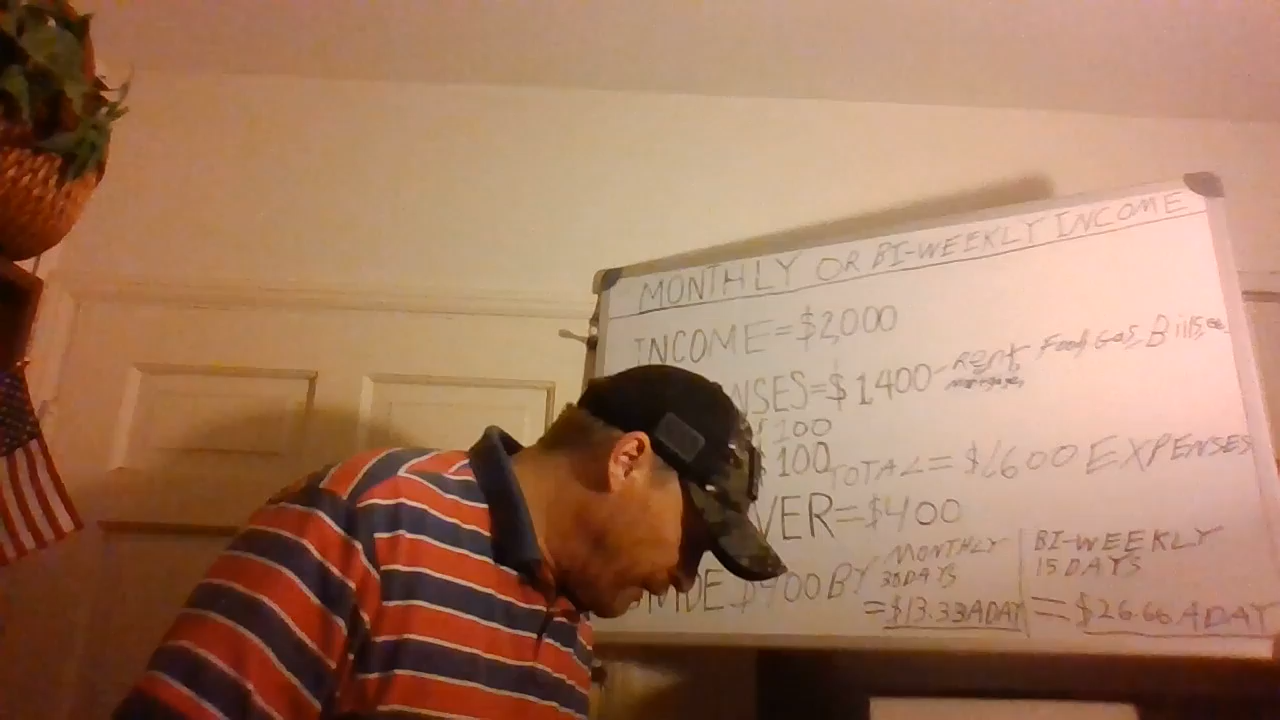 MONTHLY OR BI-WEEKLY INCOME
INCOME=$2,000
NSES=$1,400-Rent, Food, Gas, Bills,
mortgage,
100
100
TOTAL=$1,600 EXPENSES
VER=$400
$400 BY MONTHLY
30 DAYS
=$13.33 A DAY
BI-WEEKLY
15 DAYS
=$26.66 A DAY